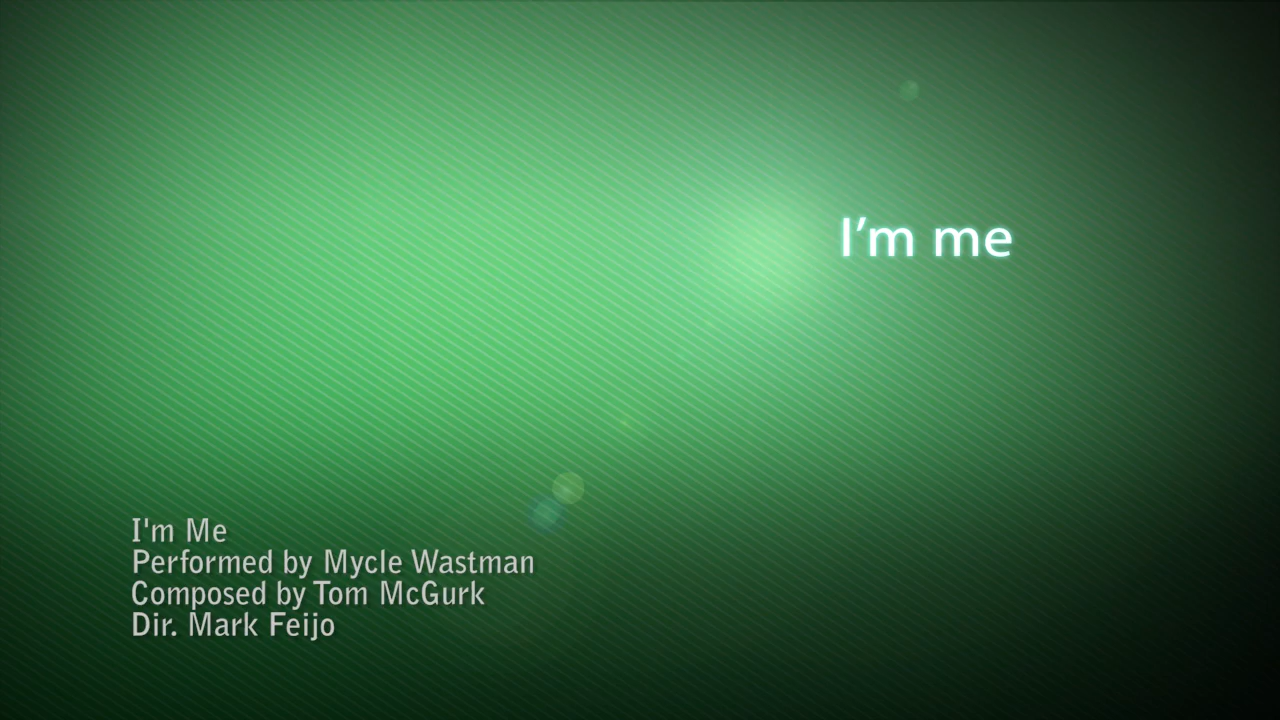 I’m me
I'm Me
Performed by Mycle Wastman
Composed by Tom McGurk
Dir. Mark Feijo